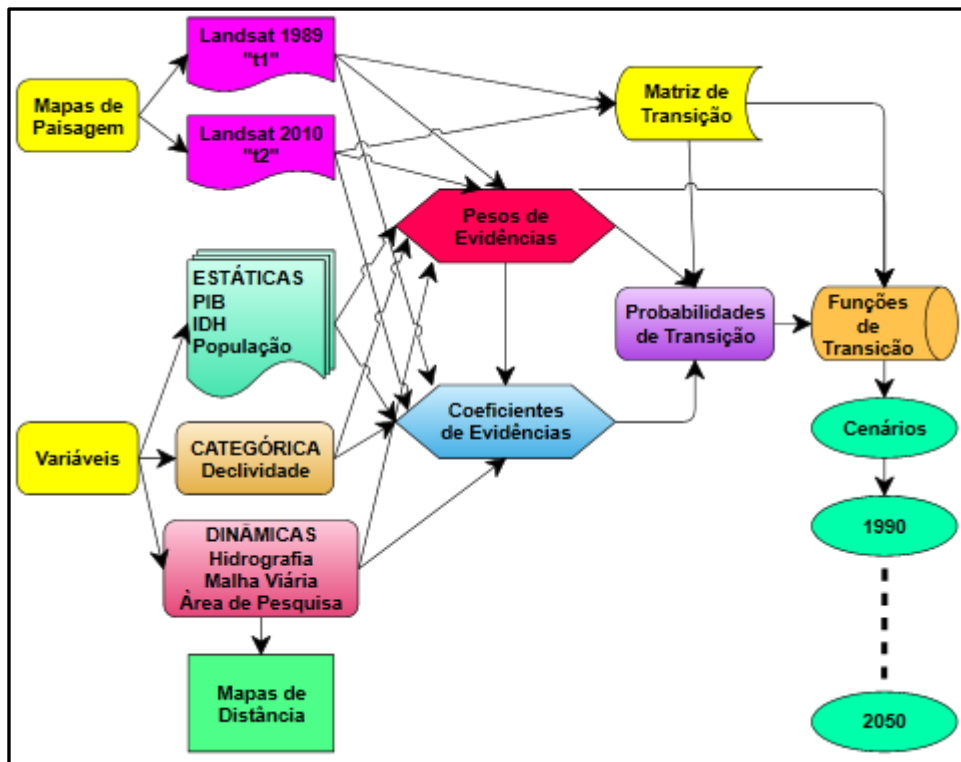 Mapas de
Paisagem
Landsat 1989
"t1"
Landsat 2010
"t2"
Matriz de
Transição
Pesos de
Evidências
ESTÁTICAS
PIB
IDH
População
Probabilidades
de Transição
Funções
de
Transicão
Coeficientes
de Evidências
Cenários
Variáveis
CATEGÓRICA
Declividade
1990
DINÂMICAS
Hidrografia
Malha Viária
Àrea de Pesquisa
Mapas de
Distância
2050